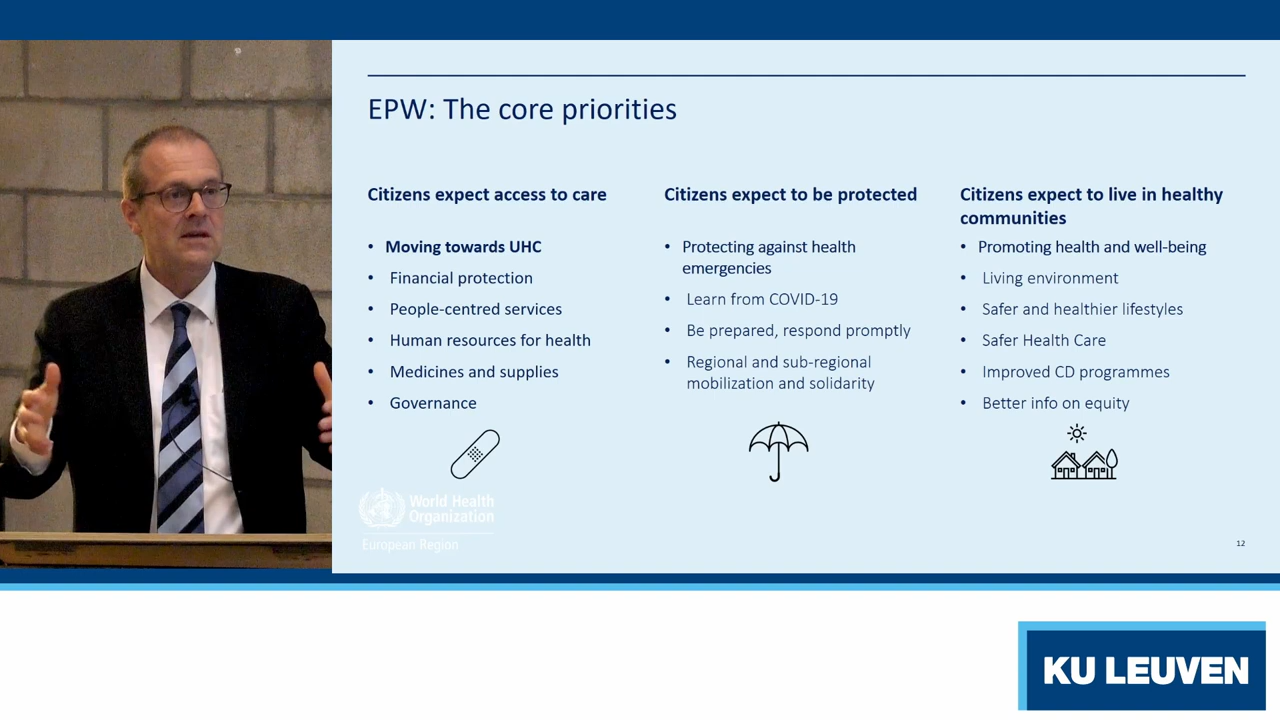 EPW: The core priorities
Citizens expect access to care
• Moving towards UHC
• Financial protection
• People-centred services
• Human resources for health
• Medicines and supplies
• Governance
Citizens expect to be protected
• Protecting against health
emergencies
• Learn from COVID-19
• Be prepared, respond promptly
• Regional and sub-regional
mobilization and solidarity
Citizens expect to live in healthy
communities
• Promoting health and well-being
• Living environment
• Safer and healthier lifestyles
• Safer Health Care
• Improved CD programmes
• Better info on equity
World Health
Organization
European Region
12
KU LEUVEN